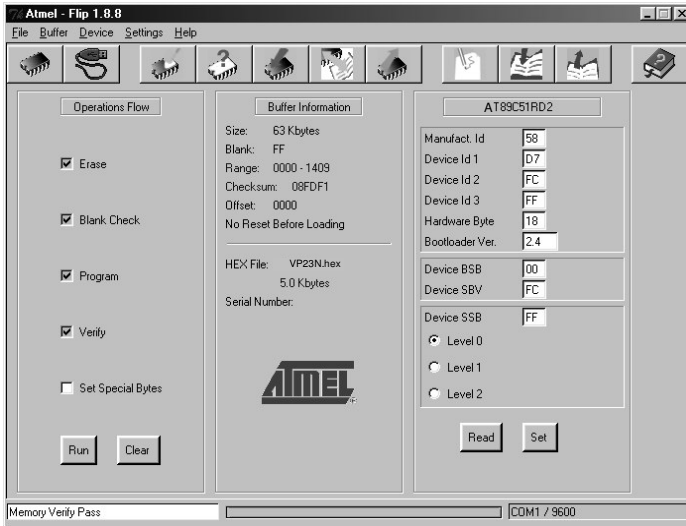 Atmel - Flip 1.8.8
File Buffer Device Settings Help
Operations Flow
Erase
Blank Check
Program
Verify
Set Special Bytes
Run Clear
Buffer Information
Size: 63 Kbytes
Blank: FF
Range: 0000 - 1409
Checksum: 08FDF1
Offset: 0000
No Reset Before Loading
HEX File: VP23N.hex
5.0 Kbytes
Serial Number:
ATMEL
AT89C51RD2
Manufact. Id 58
Device Id 1 D7
Device Id 2 FC
Device Id 3 FF
Hardware Byte 18
Bootloader Ver. 2.4
Device BSB 00
Device SBV FC
Device SSB FF
Level 0
Level 1
Level 2
Read Set
Memory Verify Pass
COM1 / 9600